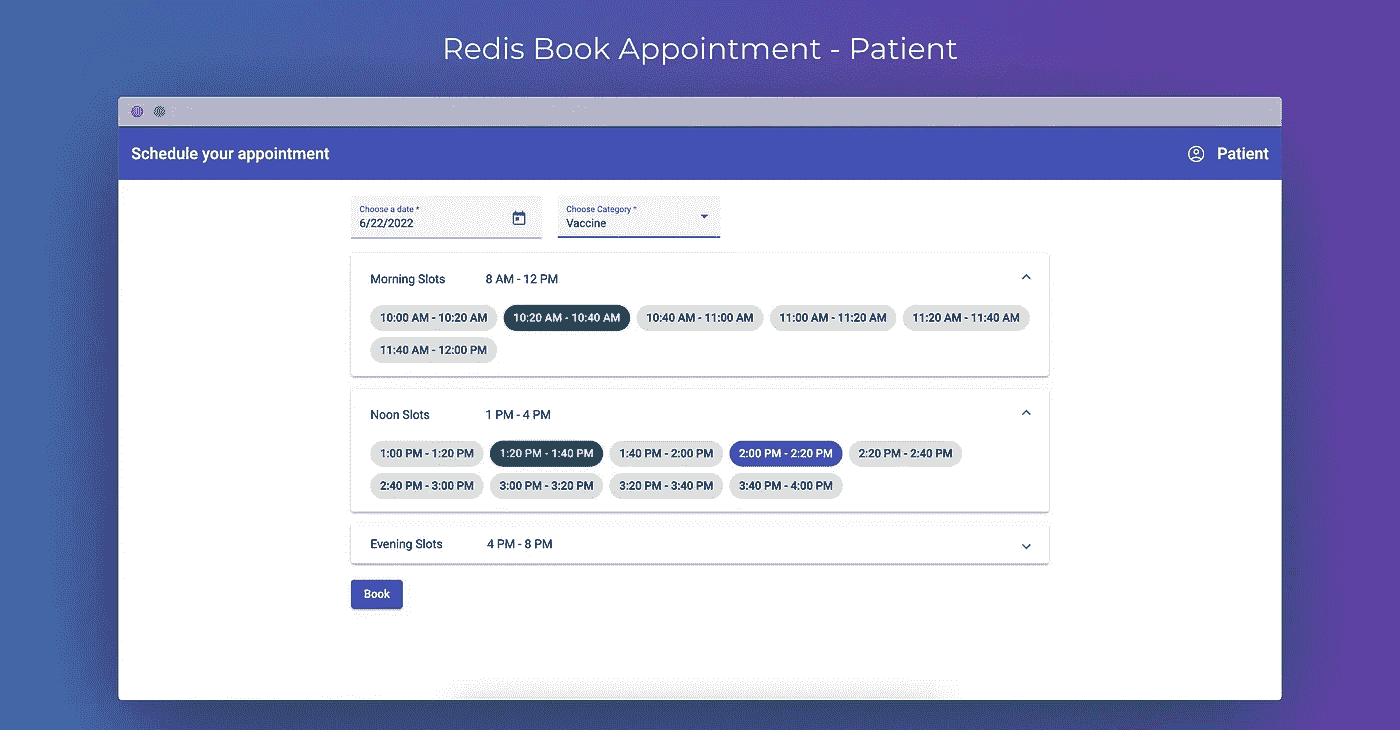 Redis Book Appointment - Patient
Schedule your appointment
Patient
Choose a date *
6/22/2022
Choose Category *
Vaccine
Morning Slots 8 AM - 12 PM
10:00 AM - 10:20 AM 10:20 AM - 10:40 AM 10:40 AM - 11:00 AM 11:00 AM - 11:20 AM 11:20 AM - 11:40 AM
11:40 AM - 12:00 PM
Noon Slots 1 PM - 4 PM
1:00 PM - 1:20 PM 1:20 PM - 1:40 PM 1:40 PM - 2:00 PM 2:00 PM - 2:20 PM 2:20 PM - 2:40 PM
2:40 PM - 3:00 PM 3:00 PM - 3:20 PM 3:20 PM - 3:40 PM 3:40 PM - 4:00 PM
Evening Slots 4 PM - 8 PM
Book